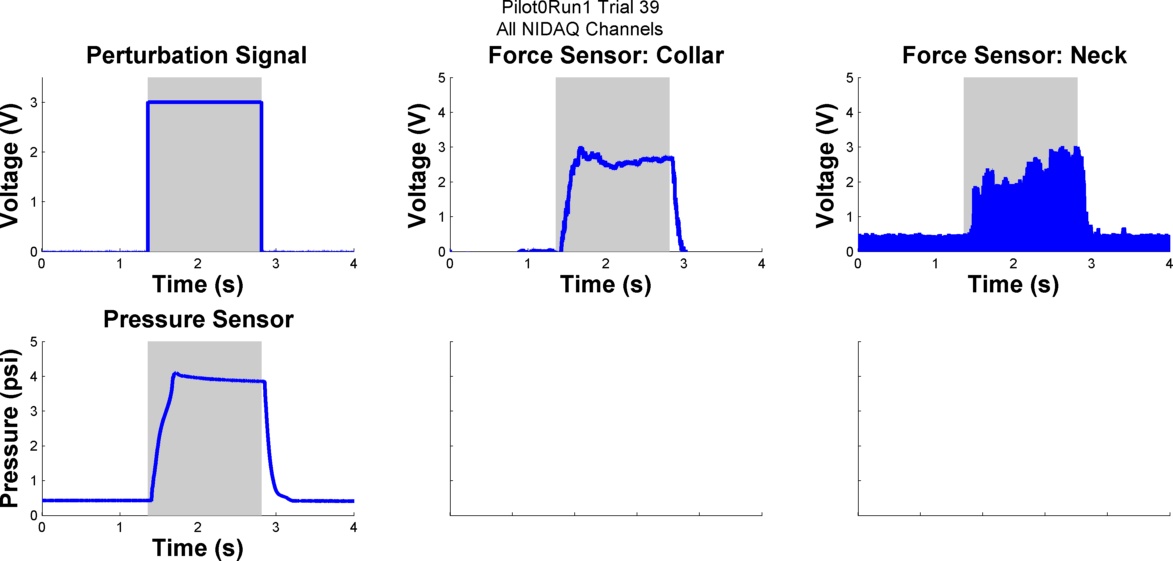 Pilot0Run1 Trial 39
All NIDAQ Channels
Perturbation Signal
Voltage (V)
3
2
1
0
0 1 2 3 4
Time (s)
Force Sensor: Collar
Voltage (V)
5
4
3
2
1
0
0 1 2 3 4
Time (s)
Force Sensor: Neck
Voltage (V)
5
4
3
2
1
0
0 1 2 3 4
Time (s)
Pressure Sensor
Pressure (psi)
5
4
3
2
1
0
0 1 2 3 4
Time (s)